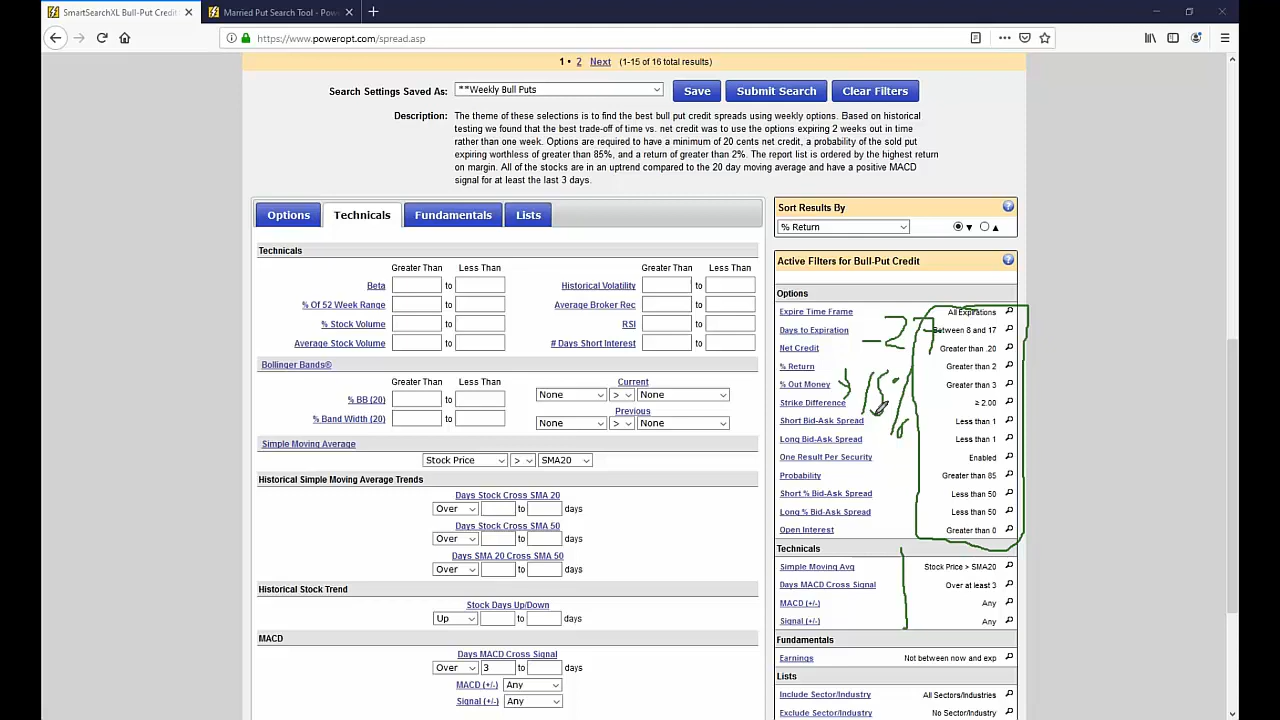 SmartSearchXL Bull-Put Credit
Married Put Search Tool - Pow
https://www.poweropt.com/spread.asp
1 • 2 Next (1-15 of 16 total results)
Search Settings Saved As: **Weekly Bull Puts Save Submit Search Clear Filters
Description: The theme of these selections is to find the best bull put credit spreads using weekly options. Based on historical
testing we found that the best trade-off of time vs. net credit was to use the options expiring 2 weeks out in time
rather than one week. Options are required to have a minimum of 20 cents net credit, a probability of the sold put
expiring worthless of greater than 85%, and a return of greater than 2%. The report list is ordered by the highest return
on margin. All of the stocks are in an uptrend compared to the 20 day moving average and have a positive MACD
signal for at least the last 3 days.
Options Technicals Fundamentals Lists
Technicals
Greater Than Less Than Greater Than Less Than
Beta to Historical Volatility to
% Of 52 Week Range to Average Broker Rec to
% Stock Volume to RSI to
Average Stock Volume to # Days Short Interest to
Bollinger Bands®
Greater Than Less Than Current
% BB (20) to None > None
% Band Width (20) to Previous
None > None
Simple Moving Average
Stock Price > SMA20
Historical Simple Moving Average Trends
Days Stock Cross SMA 20
Over to days
Days Stock Cross SMA 50
Over to days
Days SMA 20 Cross SMA 50
Over to days
Historical Stock Trend
Stock Days Up/Down
Up to days
MACD
Days MACD Cross Signal
Over 3 to days
MACD (+/-) Any
Signal (+/-) Any
Sort Results By
% Return
Active Filters for Bull-Put Credit
Options
Expire Time Frame All Expirations
Days to Expiration Between 8 and 17
Net Credit Greater than .20
% Return Greater than 2
% Out Money Greater than 3
Strike Difference ≥ 2.00
Short Bid-Ask Spread Less than 1
Long Bid-Ask Spread Less than 1
One Result Per Security Enabled
Probability Greater than 85
Short % Bid-Ask Spread Less than 50
Long % Bid-Ask Spread Less than 50
Open Interest Greater than 0
Technicals
Simple Moving Avg Stock Price > SMA20
Days MACD Cross Signal Over at least 3
MACD (+/-) Any
Signal (+/-) Any
Fundamentals
Earnings Not between now and exp
Lists
Include Sector/Industry All Sectors/Industries
Exclude Sector/Industry No Sector/Industry
-27
15%